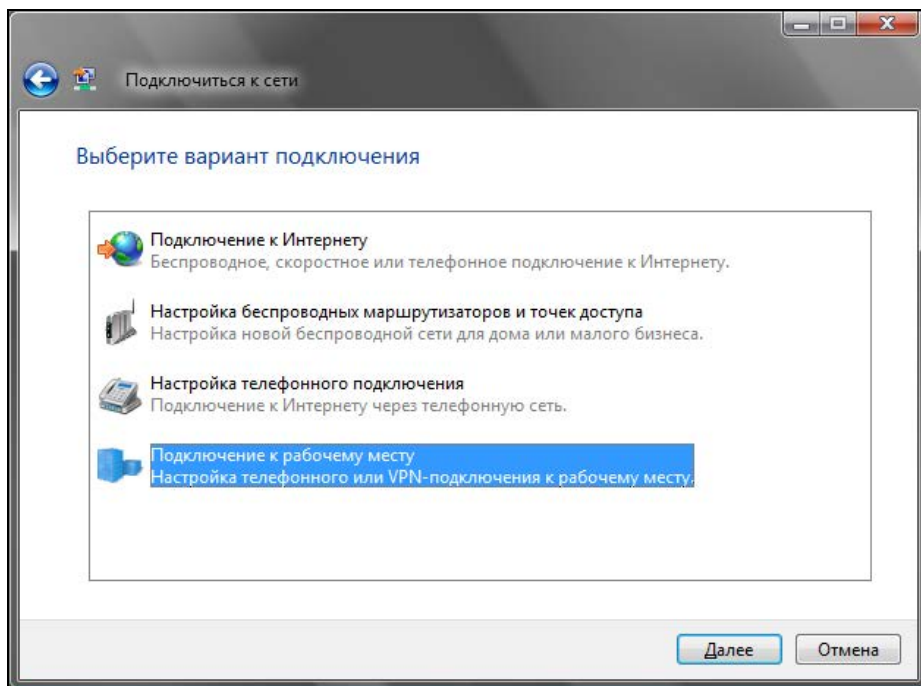 Подключиться к сети
Выберите вариант подключения
Подключение к Интернету
Беспроводное, скоростное или телефонное подключение к Интернету.
Настройка беспроводных маршрутизаторов и точек доступа
Настройка новой беспроводной сети для дома или малого бизнеса.
Настройка телефонного подключения
Подключение к Интернету через телефонную сеть.
Подключение к рабочему месту
Настройка телефонного или VPN-подключения к рабочему месту.
Далее
Отмена